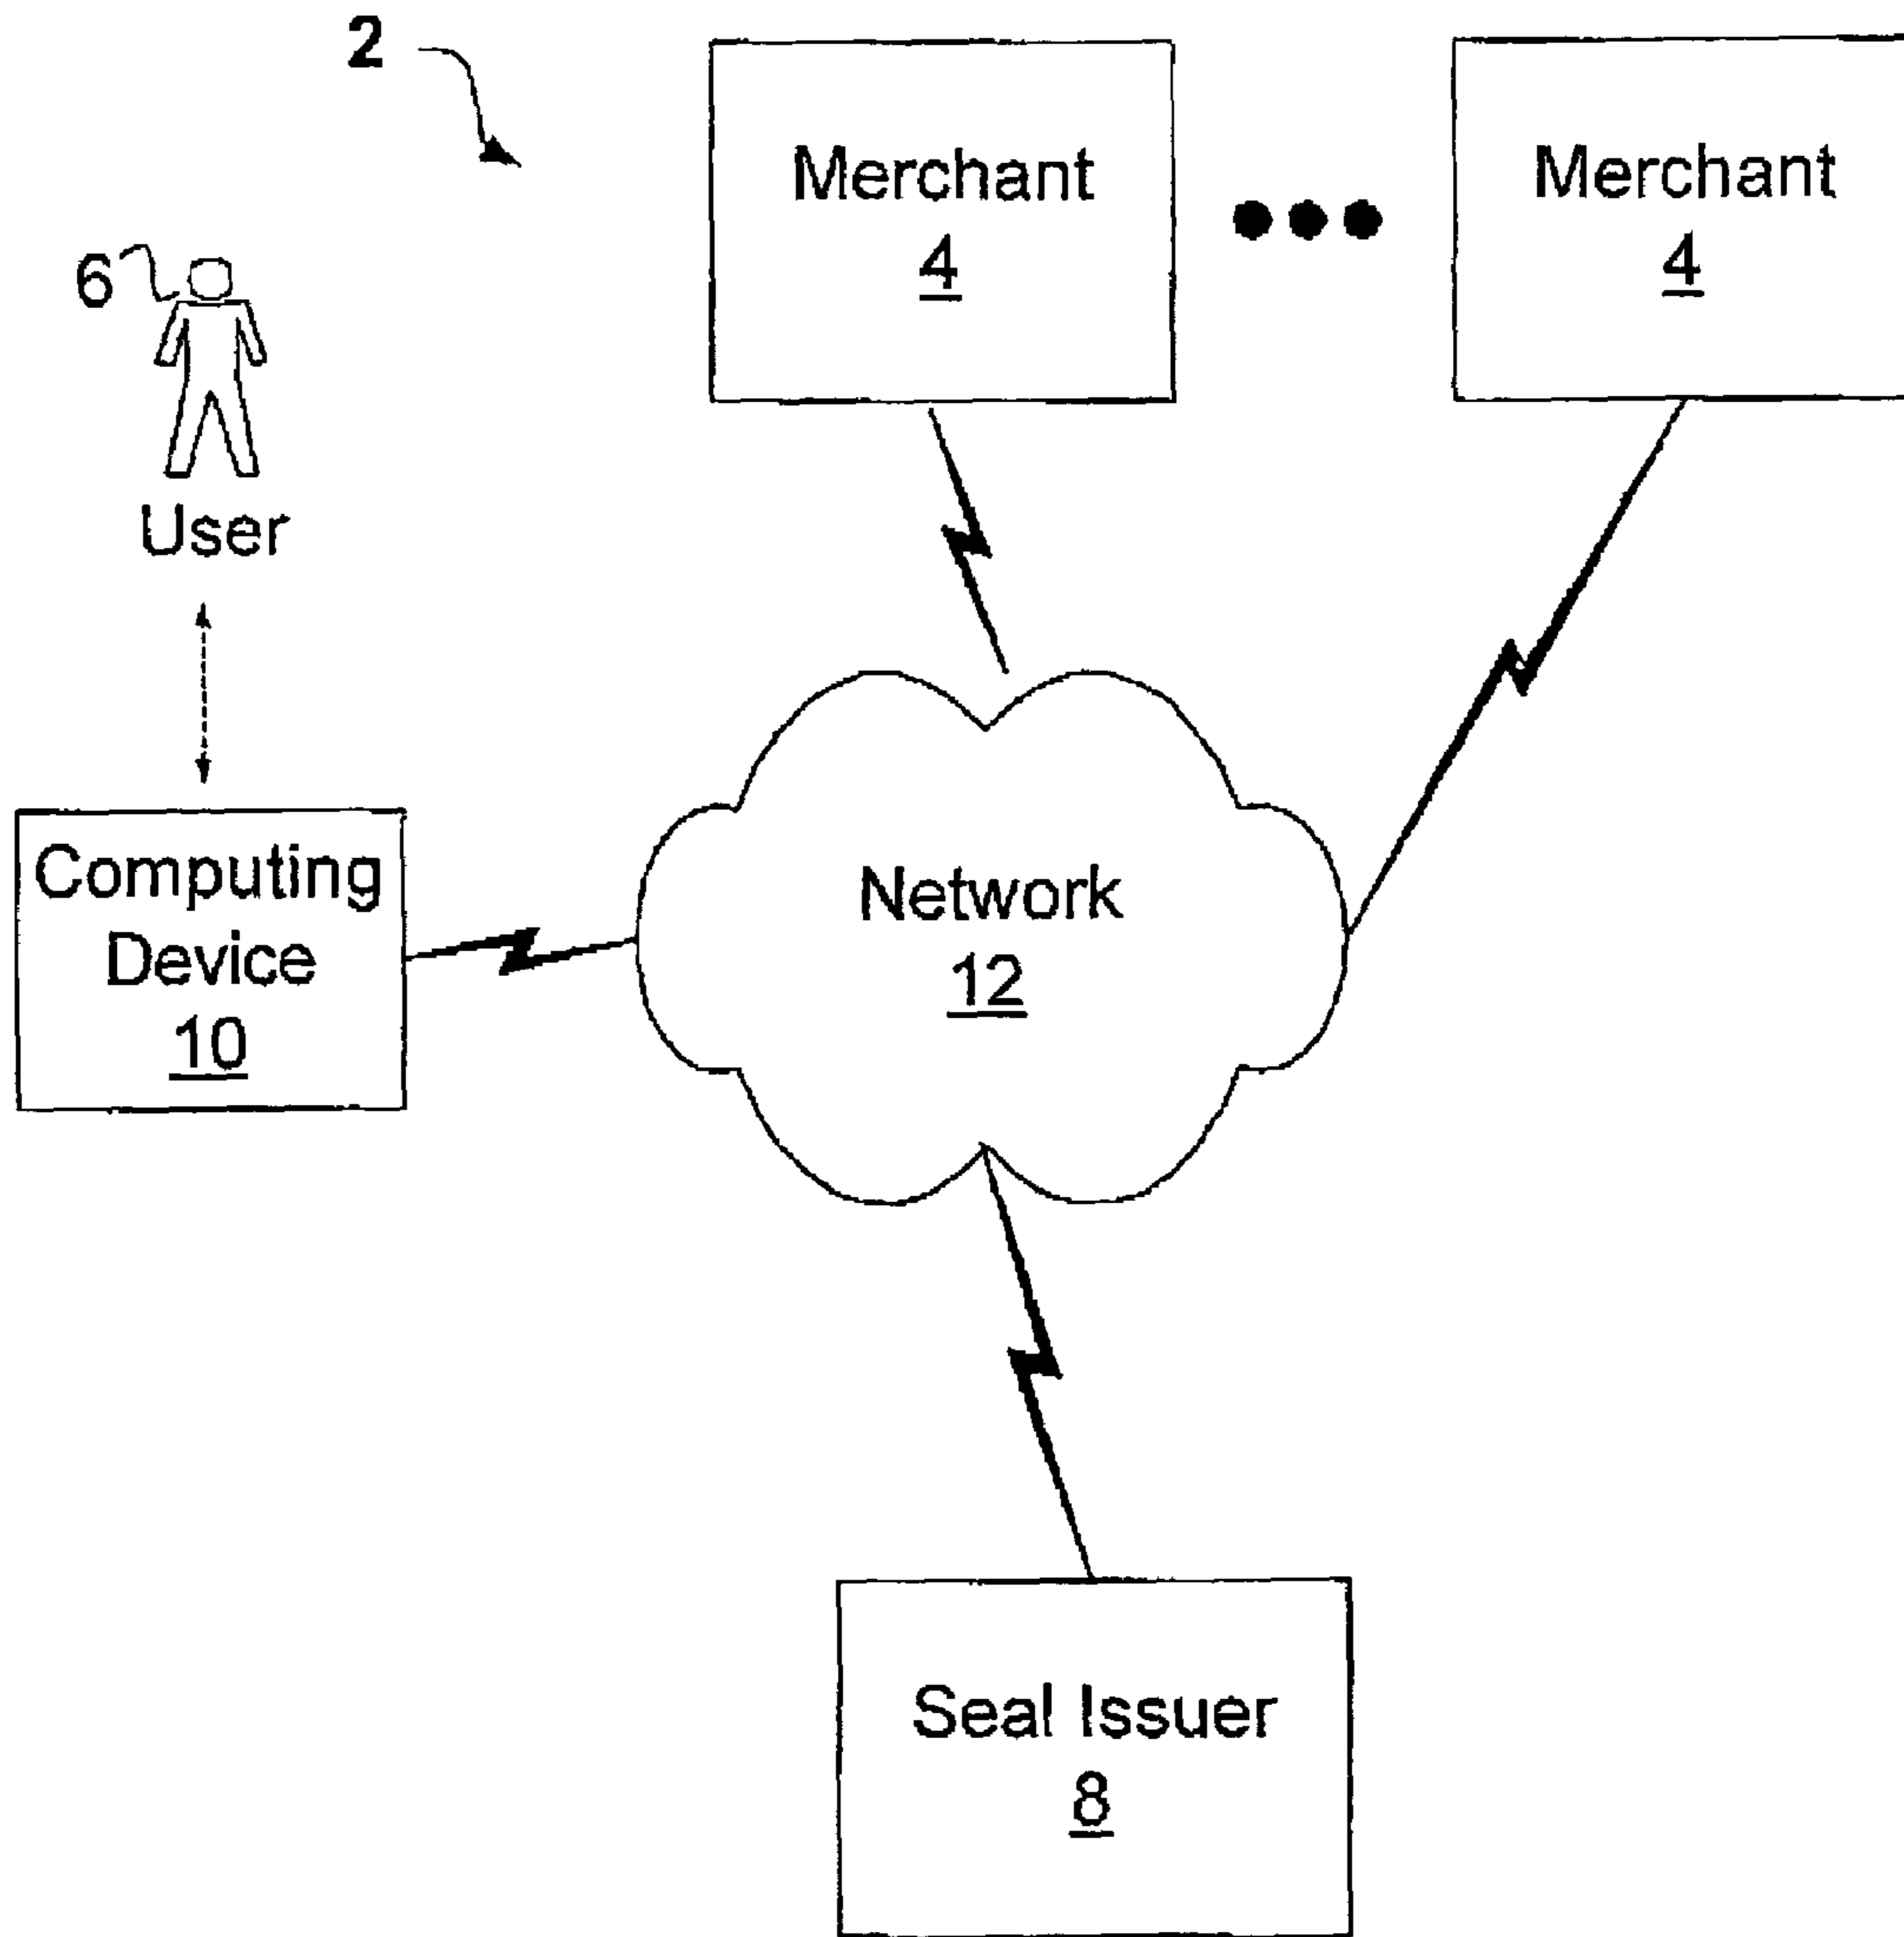 2
Merchant
4
Merchant
4
6
User
Computing
Device
10
Network
12
Seal Issuer
8